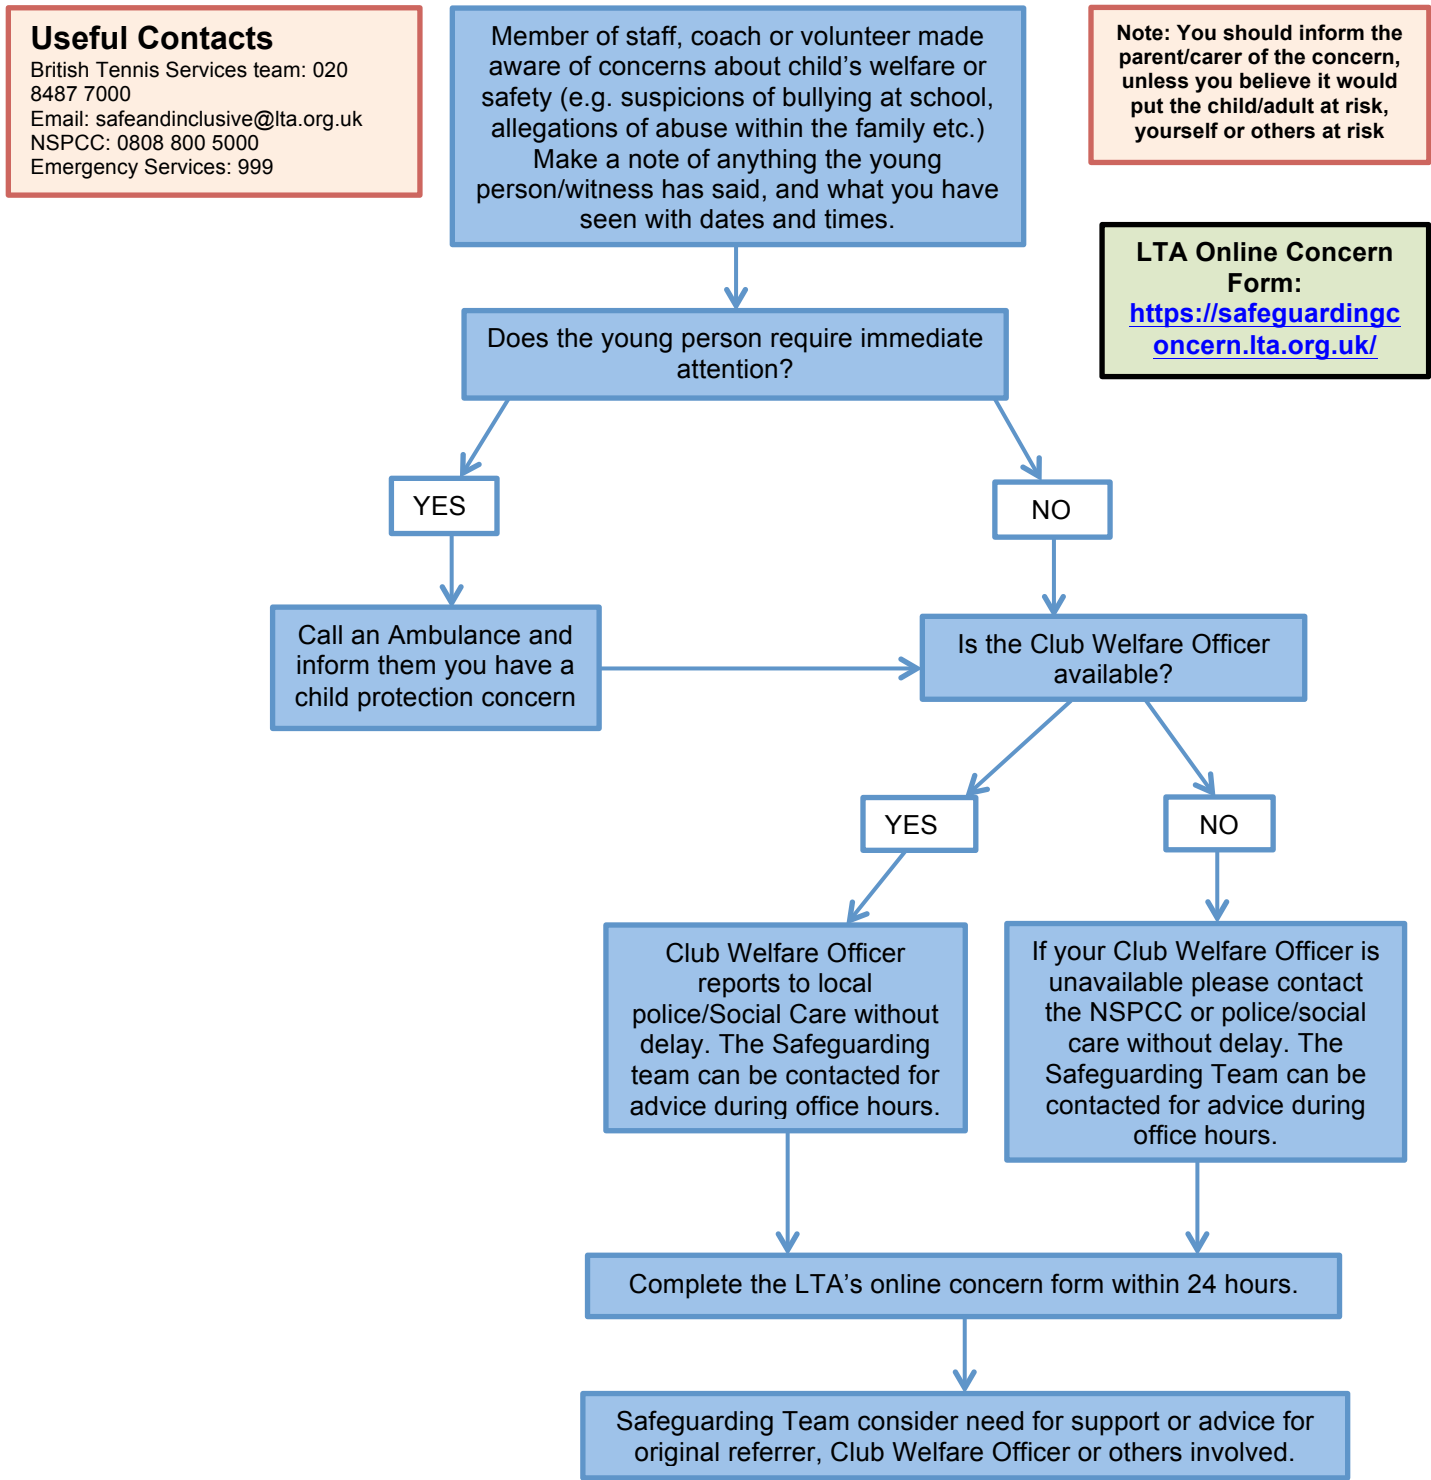 Useful Contacts
British Tennis Services team: 020
8487 7000
Email: safeandinclusive@lta.org.uk
NSPCC: 0808 800 5000
Emergency Services: 999
Member of staff, coach or volunteer made
aware of concerns about child’s welfare or
safety (e.g. suspicions of bullying at school,
allegations of abuse within the family etc.)
Make a note of anything the young
person/witness has said, and what you have
seen with dates and times.
Note: You should inform the
parent/carer of the concern,
unless you believe it would
put the child/adult at risk,
yourself or others at risk
LTA Online Concern
Form:
https://safeguardingc
oncern.lta.org.uk/
Does the young person require immediate
attention?
YES
NO
Call an Ambulance and
inform them you have a
child protection concern
Is the Club Welfare Officer
available?
YES
NO
Club Welfare Officer
reports to local
police/Social Care without
delay. The Safeguarding
team can be contacted for
advice during office hours.
If your Club Welfare Officer is
unavailable please contact
the NSPCC or police/social
care without delay. The
Safeguarding Team can be
contacted for advice during
office hours.
Complete the LTA’s online concern form within 24 hours.
Safeguarding Team consider need for support or advice for
original referrer, Club Welfare Officer or others involved.